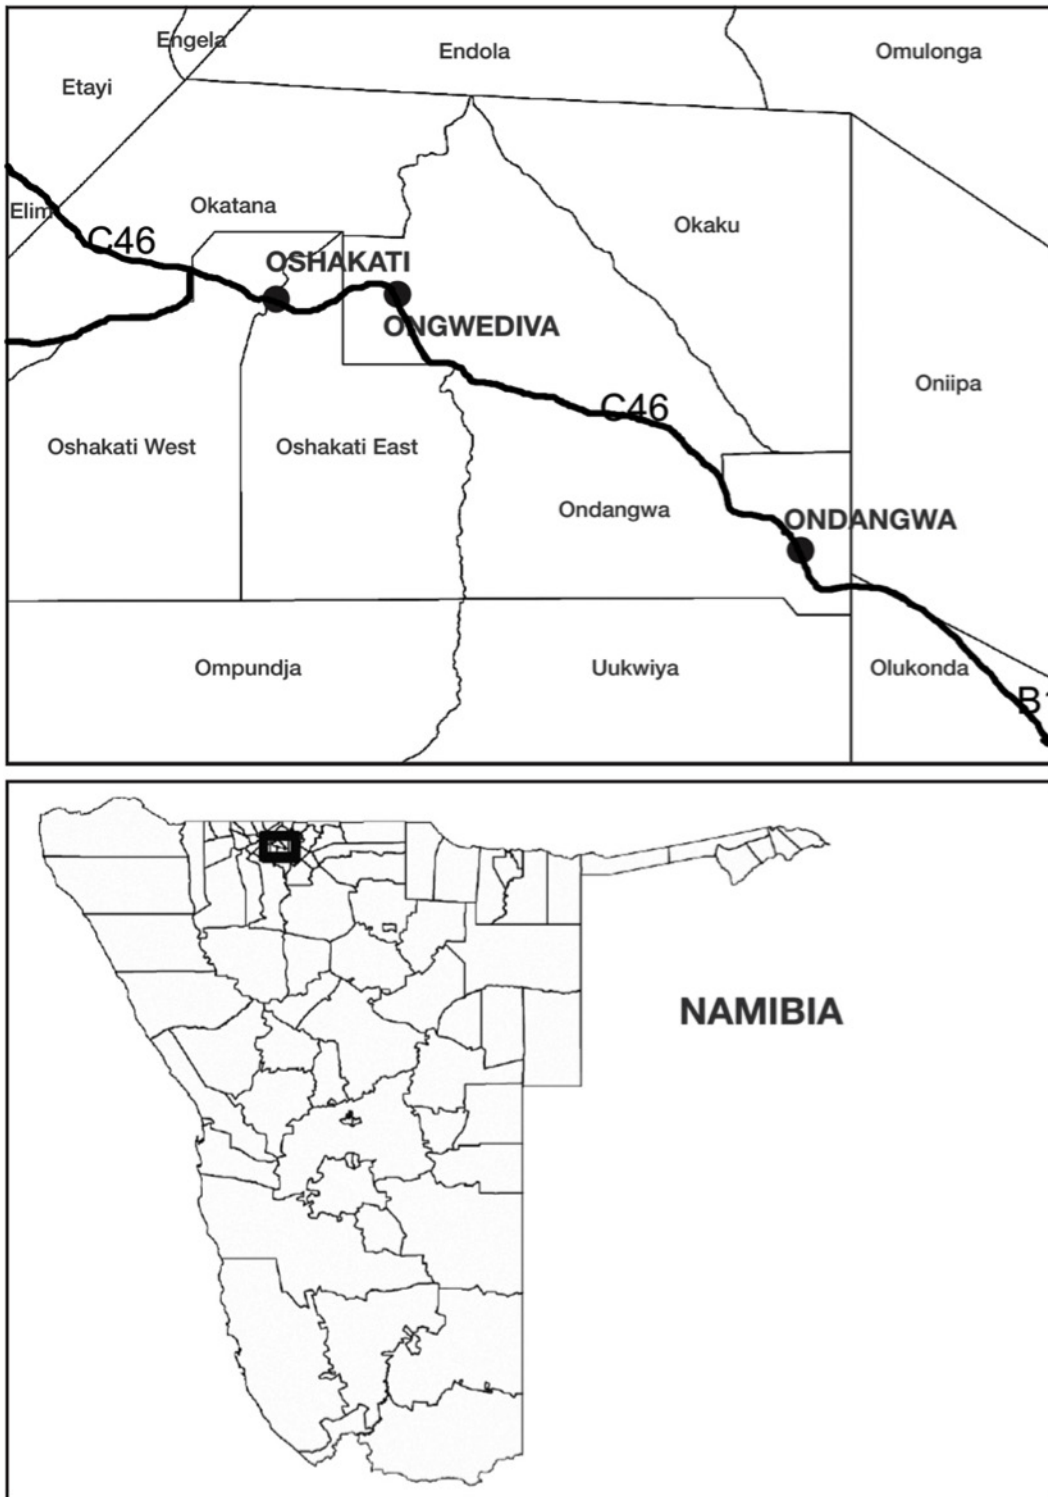 Engela
Endola
Omulonga
Etayi
Okatana
Elim
C46
Okaku
OSHAKATI
ONGWEDIVA
Oniipa
C46
Oshakati West
Oshakati East
Ondangwa
ONDANGWA
Ompundja
Uukwiya
Olukonda
NAMIBIA